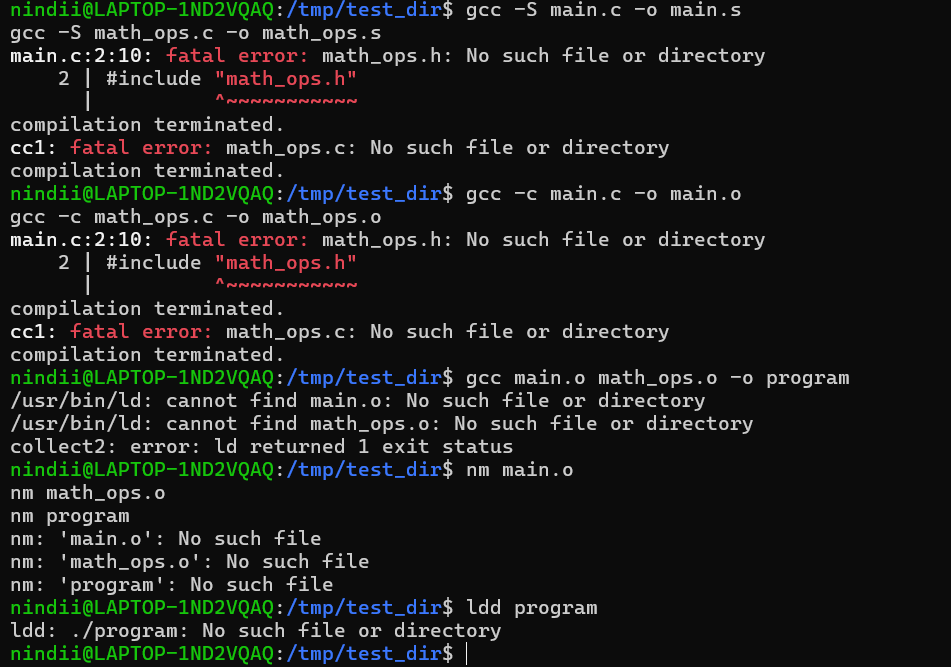 nindii@LAPTOP-1ND2VQAQ:/tmp/test_dir$ gcc -S main.c -o main.s
gcc -S math_ops.c -o math_ops.s
main.c:2:10: fatal error: math_ops.h: No such file or directory
    2 | #include "math_ops.h"
      |          ^~~~~~~~~~~~
compilation terminated.
cc1: fatal error: math_ops.c: No such file or directory
compilation terminated.
nindii@LAPTOP-1ND2VQAQ:/tmp/test_dir$ gcc -c main.c -o main.o
gcc -c math_ops.c -o math_ops.o
main.c:2:10: fatal error: math_ops.h: No such file or directory
    2 | #include "math_ops.h"
      |          ^~~~~~~~~~~~
compilation terminated.
cc1: fatal error: math_ops.c: No such file or directory
compilation terminated.
nindii@LAPTOP-1ND2VQAQ:/tmp/test_dir$ gcc main.o math_ops.o -o program
/usr/bin/ld: cannot find main.o: No such file or directory
/usr/bin/ld: cannot find math_ops.o: No such file or directory
collect2: error: ld returned 1 exit status
nindii@LAPTOP-1ND2VQAQ:/tmp/test_dir$ nm main.o
nm math_ops.o
nm program
nm: 'main.o': No such file
nm: 'math_ops.o': No such file
nm: 'program': No such file
nindii@LAPTOP-1ND2VQAQ:/tmp/test_dir$ ldd program
ldd: ./program: No such file or directory
nindii@LAPTOP-1ND2VQAQ:/tmp/test_dir$